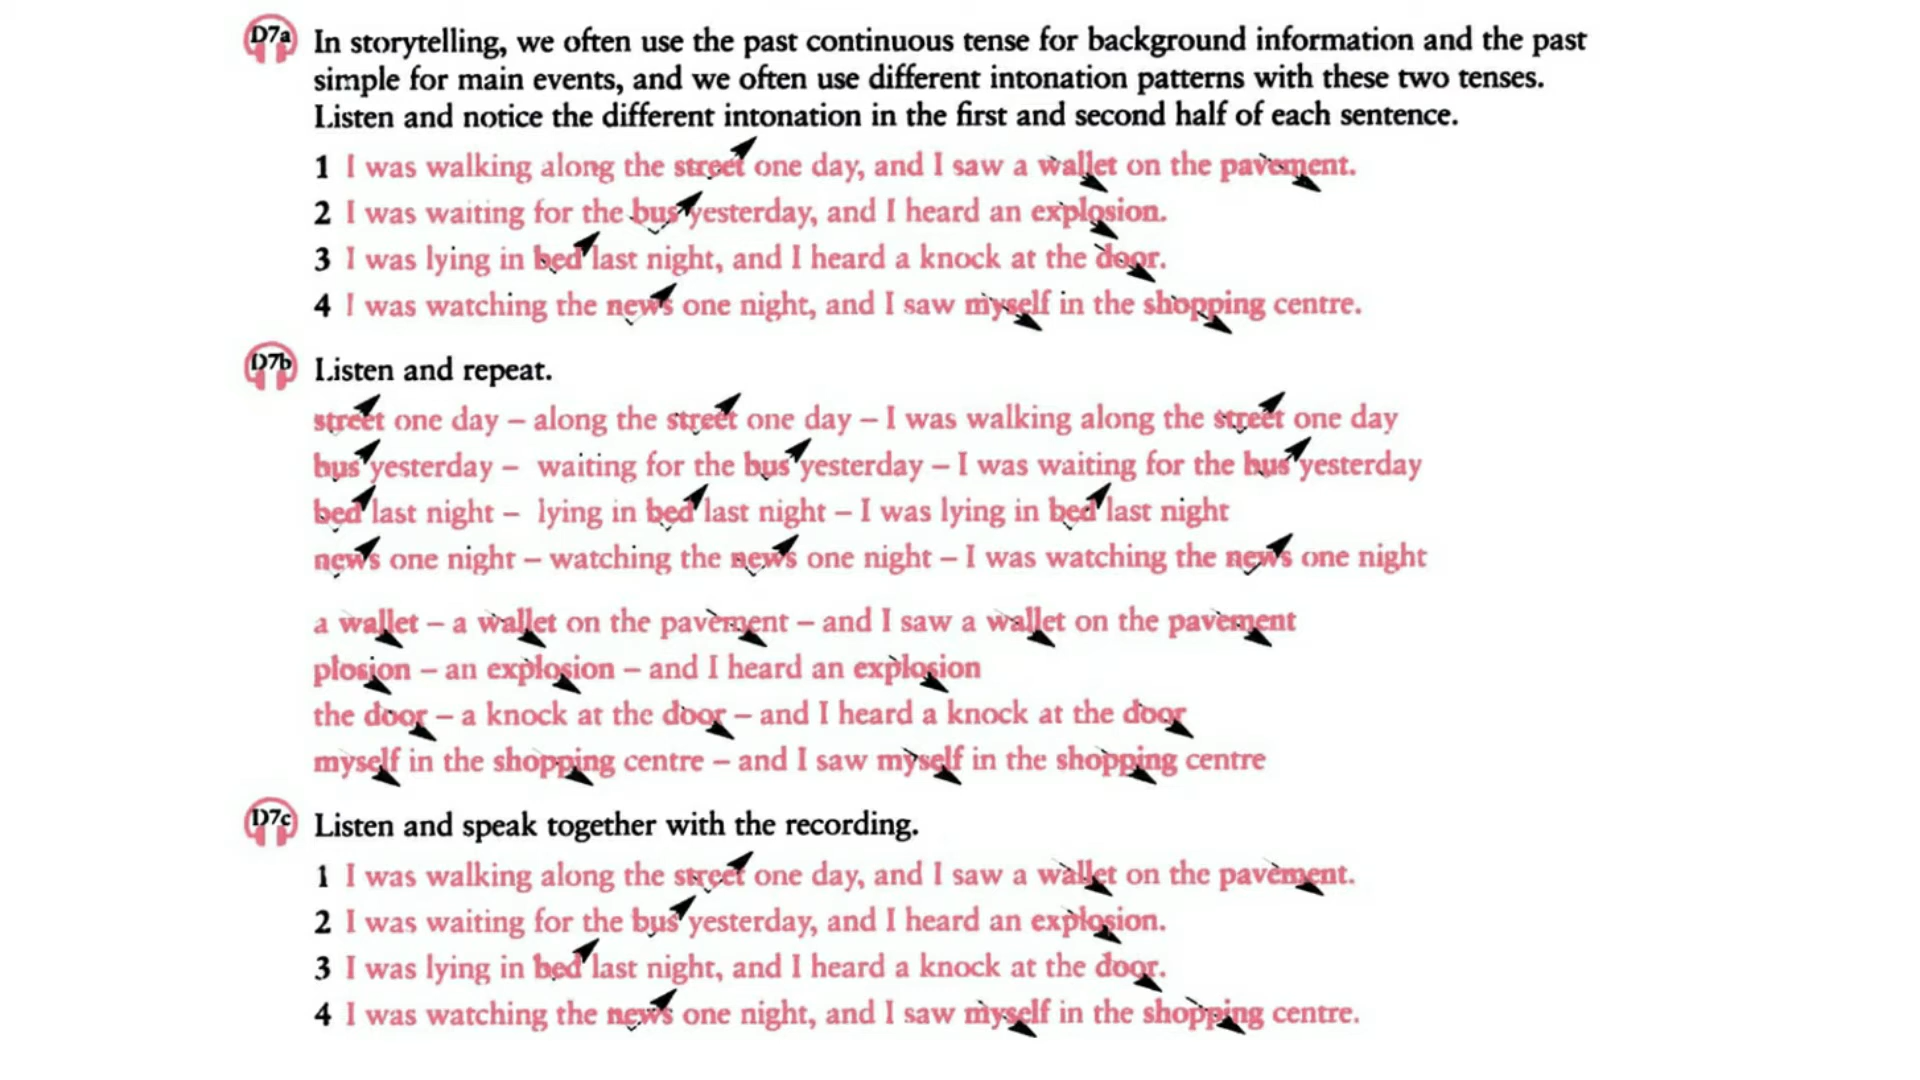 D7a In storytelling, we often use the past continuous tense for background information and the past
simple for main events, and we often use different intonation patterns with these two tenses.
Listen and notice the different intonation in the first and second half of each sentence.
1 I was walking along the street one day, and I saw a wallet on the pavement.
2 I was waiting for the bus yesterday, and I heard an explosion.
3 I was lying in bed last night, and I heard a knock at the door.
4 I was watching the news one night, and I saw myself in the shopping centre.
D7b Listen and repeat.
street one day – along the street one day – I was walking along the street one day
bus yesterday – waiting for the bus yesterday – I was waiting for the bus yesterday
bed last night – lying in bed last night – I was lying in bed last night
news one night – watching the news one night – I was watching the news one night
a wallet – a wallet on the pavement – and I saw a wallet on the pavement
plosion – an explosion – and I heard an explosion
the door – a knock at the door – and I heard a knock at the door
myself in the shopping centre – and I saw myself in the shopping centre
D7c Listen and speak together with the recording.
1 I was walking along the street one day, and I saw a wallet on the pavement.
2 I was waiting for the bus yesterday, and I heard an explosion.
3 I was lying in bed last night, and I heard a knock at the door.
4 I was watching the news one night, and I saw myself in the shopping centre.